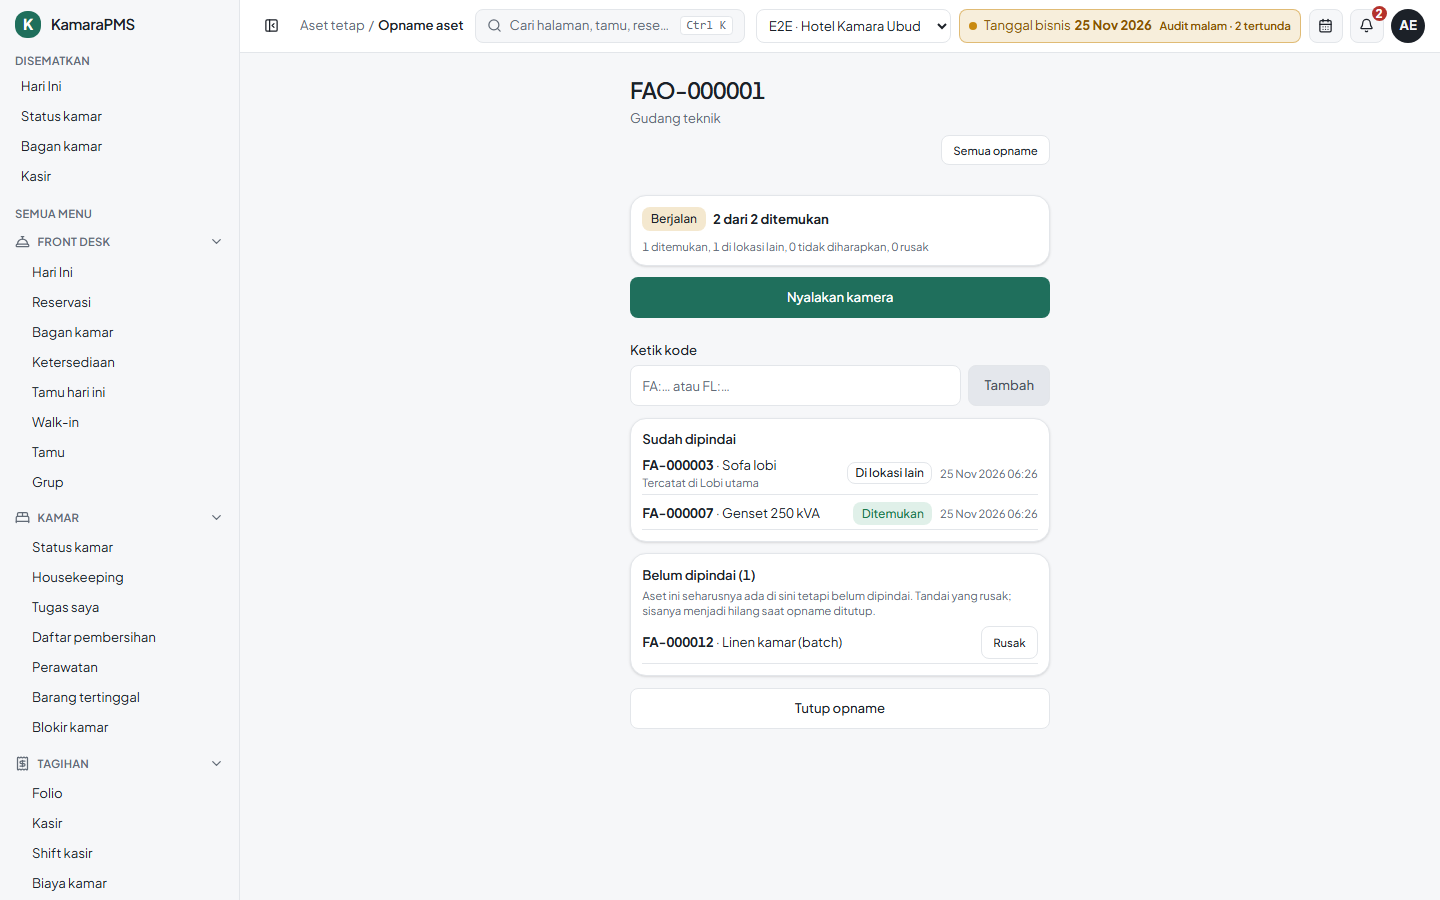 K KamaraPMS
DISEMATKAN
Hari Ini
Status kamar
Bagan kamar
Kasir
SEMUA MENU
FRONT DESK
Hari Ini
Reservasi
Bagan kamar
Ketersediaan
Tamu hari ini
Walk-in
Tamu
Grup
KAMAR
Status kamar
Housekeeping
Tugas saya
Daftar pembersihan
Perawatan
Barang tertinggal
Blokir kamar
TAGIHAN
Folio
Kasir
Shift kasir
Biaya kamar
Aset tetap / Opname aset
Cari halaman, tamu, rese... Ctrl K
E2E · Hotel Kamara Ubud
Tanggal bisnis 25 Nov 2026 Audit malam · 2 tertunda
2
AE
FAO-000001
Gudang teknik
Semua opname
Berjalan 2 dari 2 ditemukan
1 ditemukan, 1 di lokasi lain, 0 tidak diharapkan, 0 rusak
Nyalakan kamera
Ketik kode
FA:... atau FL:... Tambah
Sudah dipindai
FA-000003 · Sofa lobi Di lokasi lain 25 Nov 2026 06:26
Tercatat di Lobi utama
FA-000007 · Genset 250 kVA Ditemukan 25 Nov 2026 06:26
Belum dipindai (1)
Aset ini seharusnya ada di sini tetapi belum dipindai. Tandai yang rusak;
sisanya menjadi hilang saat opname ditutup.
FA-000012 · Linen kamar (batch) Rusak
Tutup opname